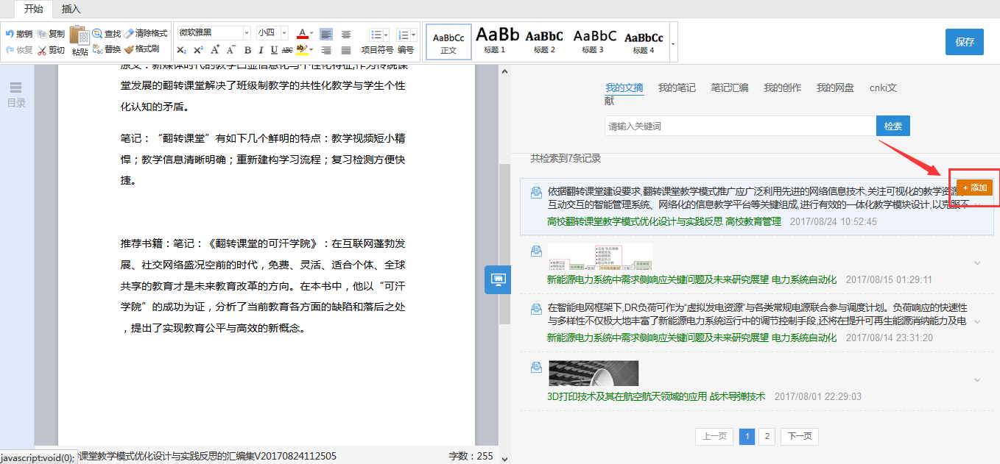 开始 插入
撤销 复制 查找 清除格式
恢复 剪切 粘贴 替换 格式刷
微软雅黑 小四
项目符号 编号
AaBbCc AaBb AaBbC AaBbC AaBbCc
正文 标题 1 标题 2 标题 3 标题 4
保存
目录
原文：新媒体时代的教学凸显信息化与个性化特征,作为传统课
堂发展的翻转课堂解决了班级制教学的共性化教学与学生个性
化认知的矛盾。
笔记：“翻转课堂”有如下几个鲜明的特点：教学视频短小精
悍；教学信息清晰明确；重新建构学习流程；复习检测方便快
捷。
推荐书籍：笔记：《翻转课堂的可汗学院》：在互联网蓬勃发
展、社交网络盛况空前的时代，免费、灵活、适合个体、全球
共享的教育才是未来教育改革的方向。在本书中，他以“可汗
学院”的成功为证，分析了当前教育各方面的缺陷和落后之处
，提出了实现教育公平与高效的新概念。
javascript:void(0);
课堂教学模式优化设计与实践反思的汇编集V20170824112505
字数：255
我的文摘 我的笔记 笔记汇编 我的创作 我的网盘 cnki文
献
请输入关键词 检索
共检索到7条记录
+ 添加
依据翻转课堂建设要求,翻转课堂教学模式推广应广泛利用先进的网络信息技术,关注可视化的教学资源
互动交互的智能管理系统、网络化的信息教学平台等关键组成,进行有效的一体化教学模块设计,以克服不
高校翻转课堂教学模式优化设计与实践反思 高校教育管理 2017/08/24 10:52:45
新能源电力系统中需求侧响应关键问题及未来研究展望 电力系统自动化 2017/08/15 01:29:11
在智能电网框架下,DR负荷可作为“虚拟发电资源”与各类常规电源联合参与调度计划。负荷响应的快速性
与多样性不仅极大地丰富了新能源电力系统运行中的调节控制手段,还将在提升可再生能源消纳能力及电
新能源电力系统中需求侧响应关键问题及未来研究展望 电力系统自动化 2017/08/14 23:31:20
3D打印技术及其在航空航天领域的应用 战术导弹技术 2017/08/01 22:29:03
上一页 1 2 下一页